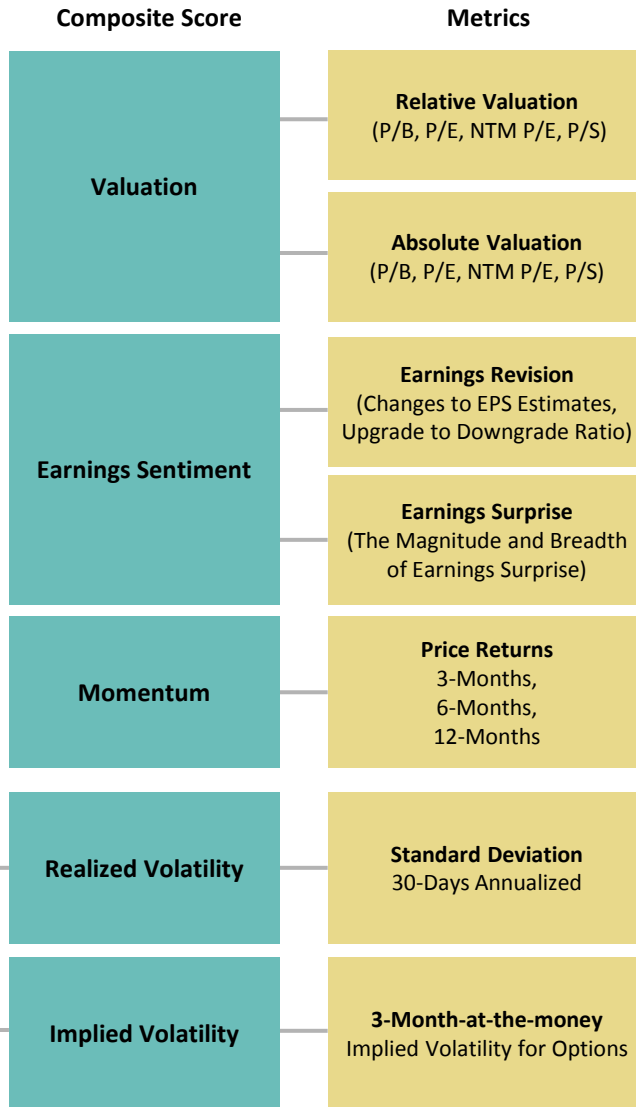 Composite Score
Metrics
Valuation
Relative Valuation
(P/B, P/E, NTM P/E, P/S)
Absolute Valuation
(P/B, P/E, NTM P/E, P/S)
Earnings Sentiment
Earnings Revision
(Changes to EPS Estimates,
Upgrade to Downgrade Ratio)
Earnings Surprise
(The Magnitude and Breadth
of Earnings Surprise)
Momentum
Price Returns
3-Months,
6-Months,
12-Months
Realized Volatility
Standard Deviation
30-Days Annualized
Implied Volatility
3-Month-at-the-money
Implied Volatility for Options